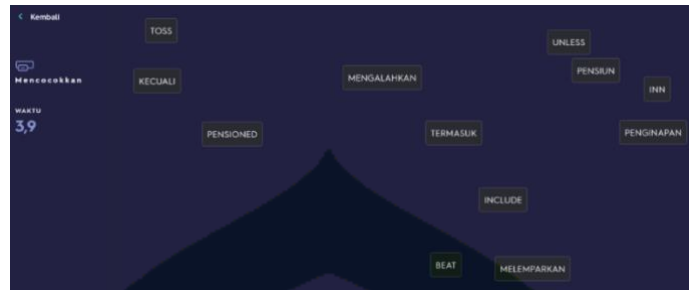 Kembali
TOSS
UNLESS
Mencocokkan
KECUALI
MENGALAHKAN
PENSIUN
INN
WAKTU
3,9
PENSIONED
TERMASUK
PENGINAPAN
INCLUDE
BEAT
MELEMPARKAN